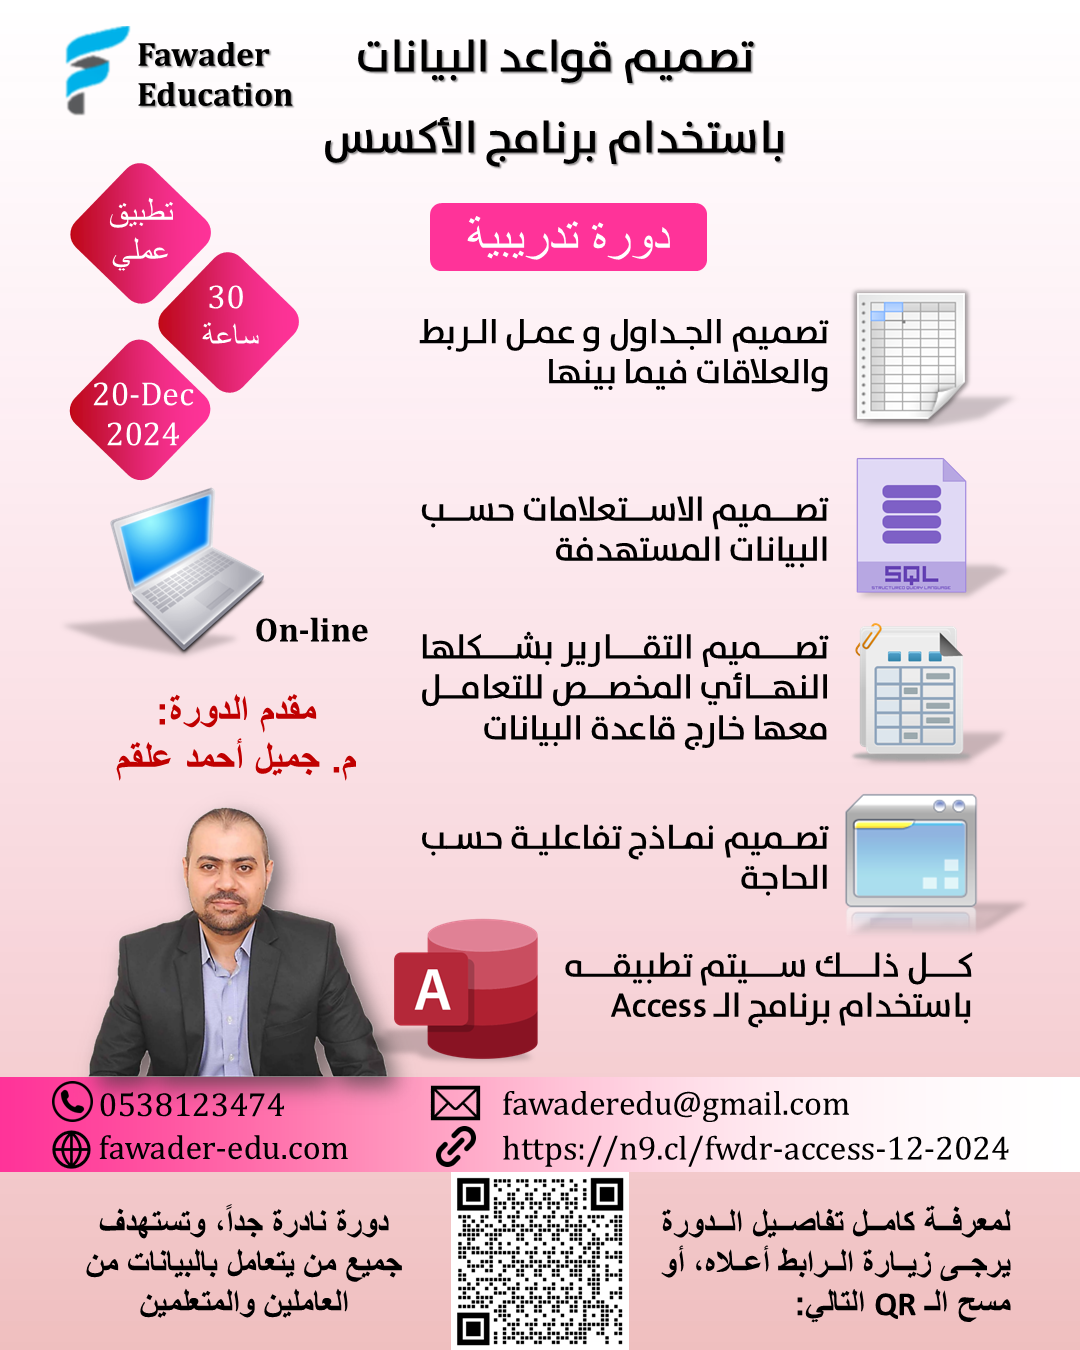 Fawader
Education
تصميم قواعد البيانات
باستخدام برنامج الأكسس
دورة تدريبية
تطبيق
عملي
30
ساعة
20-Dec
2024
On-line
تصميم الجداول و عمل الربط
والعلاقات فيما بينها
تصميم الاستعلامات حسب
البيانات المستهدفة
SQL
STRUCTURED QUERY LANGUAGE
تصميم التقارير بشكلها
النهائي المخصص للتعامل
معها خارج قاعدة البيانات
تصميم نماذج تفاعلية حسب
الحاجة
كل ذلك سيتم تطبيقه
باستخدام برنامج الـ Access
A
مقدم الدورة:
م. جميل أحمد علقم
0538123474
fawaderedu@gmail.com
fawader-edu.com
https://n9.cl/fwdr-access-12-2024
لمعرفة كامل تفاصيل الدورة
يرجى زيارة الرابط أعلاه، أو
مسح الـ QR التالي:
دورة نادرة جداً، وتستهدف
جميع من يتعامل بالبيانات من
العاملين والمتعلمين